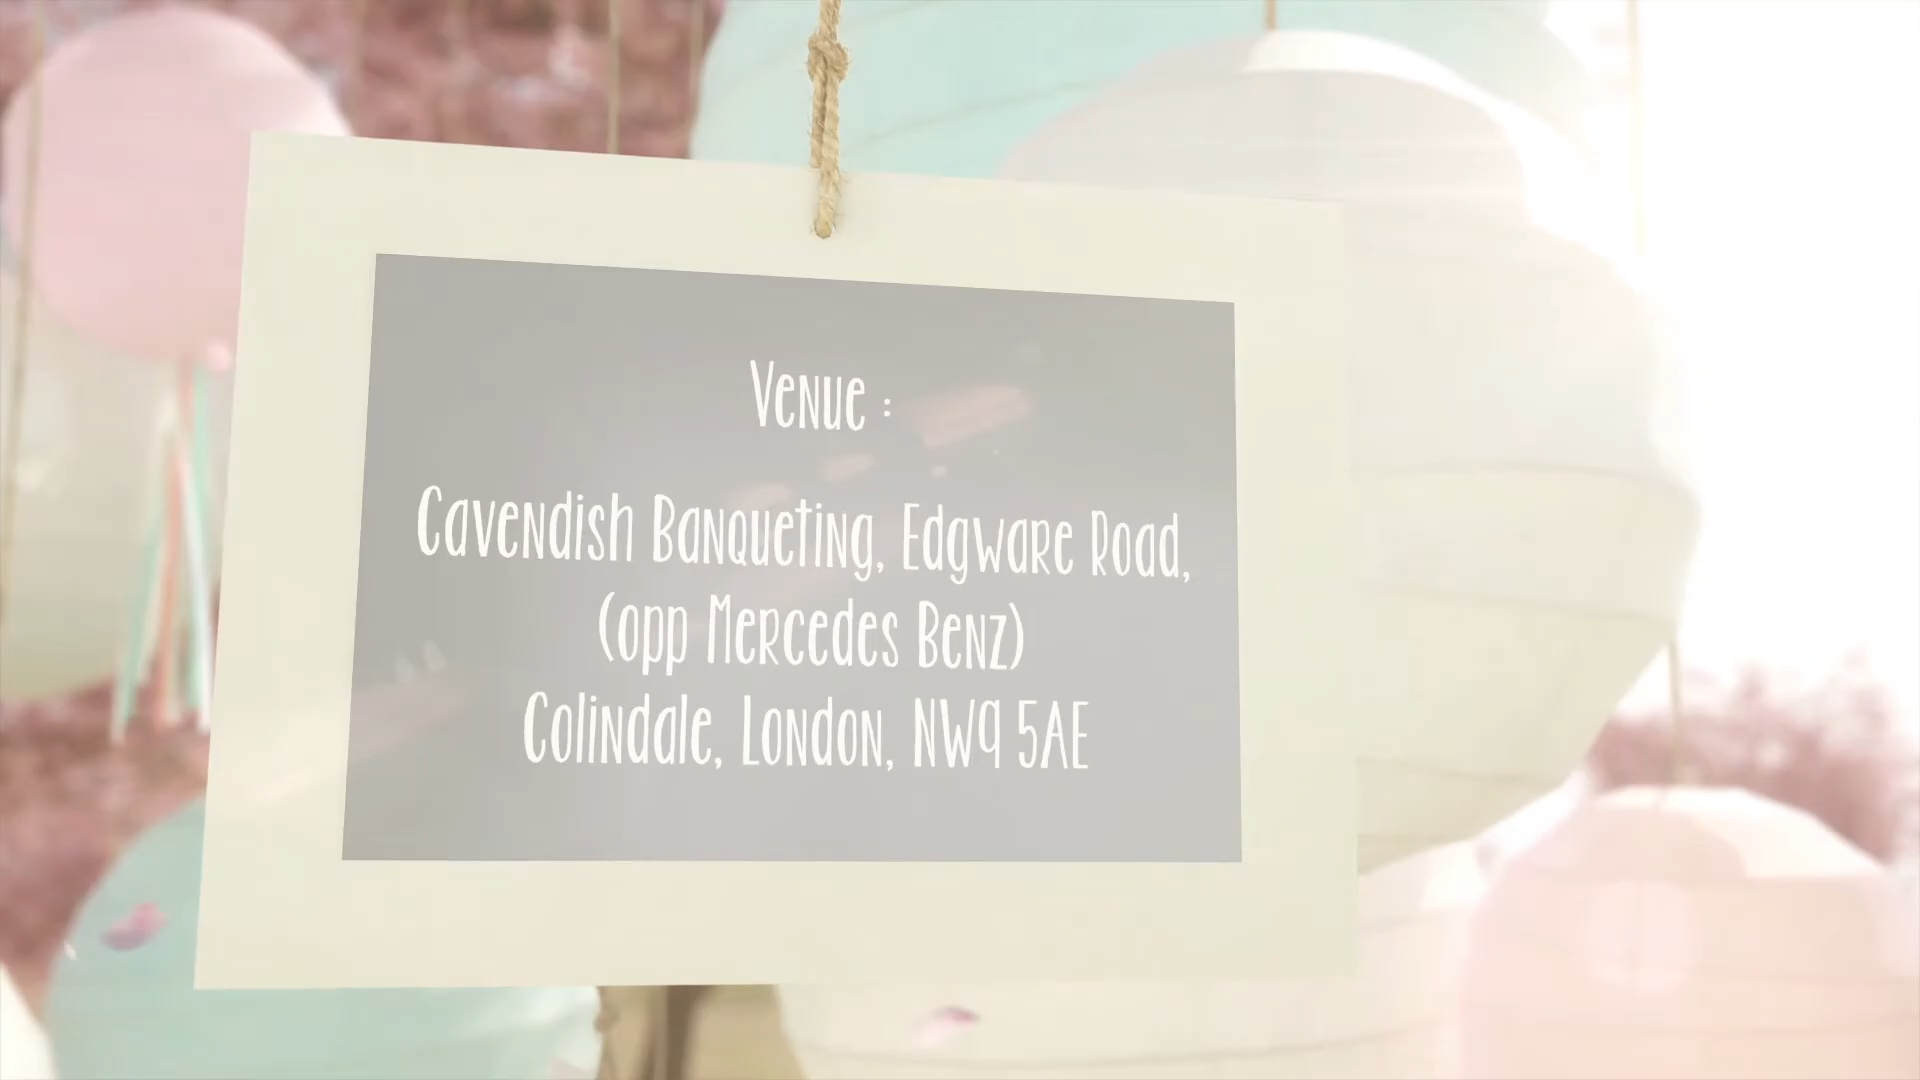 Venue :
Cavendish Banqueting, Edgware Road,
(opp Mercedes Benz)
Colindale, London, NW9 5AE